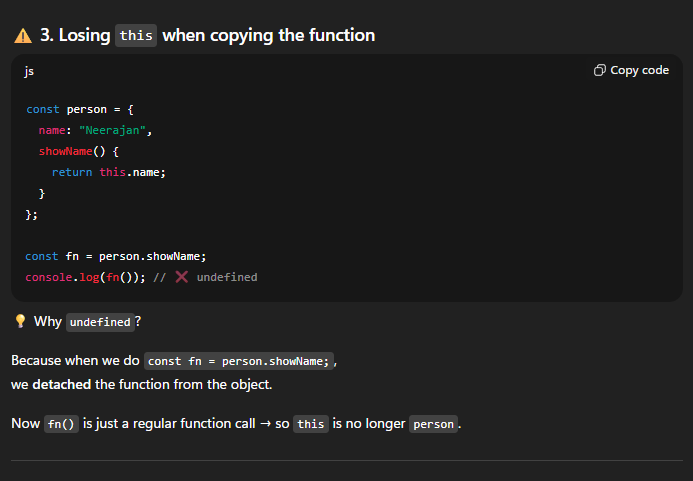 ⚠️ 3. Losing this when copying the function
js
Copy code
const person = {
  name: "Neerajan",
  showName() {
    return this.name;
  }
};

const fn = person.showName;
console.log(fn()); // ❌ undefined
💡 Why undefined?
Because when we do const fn = person.showName;,
we detached the function from the object.
Now fn() is just a regular function call → so this is no longer person.